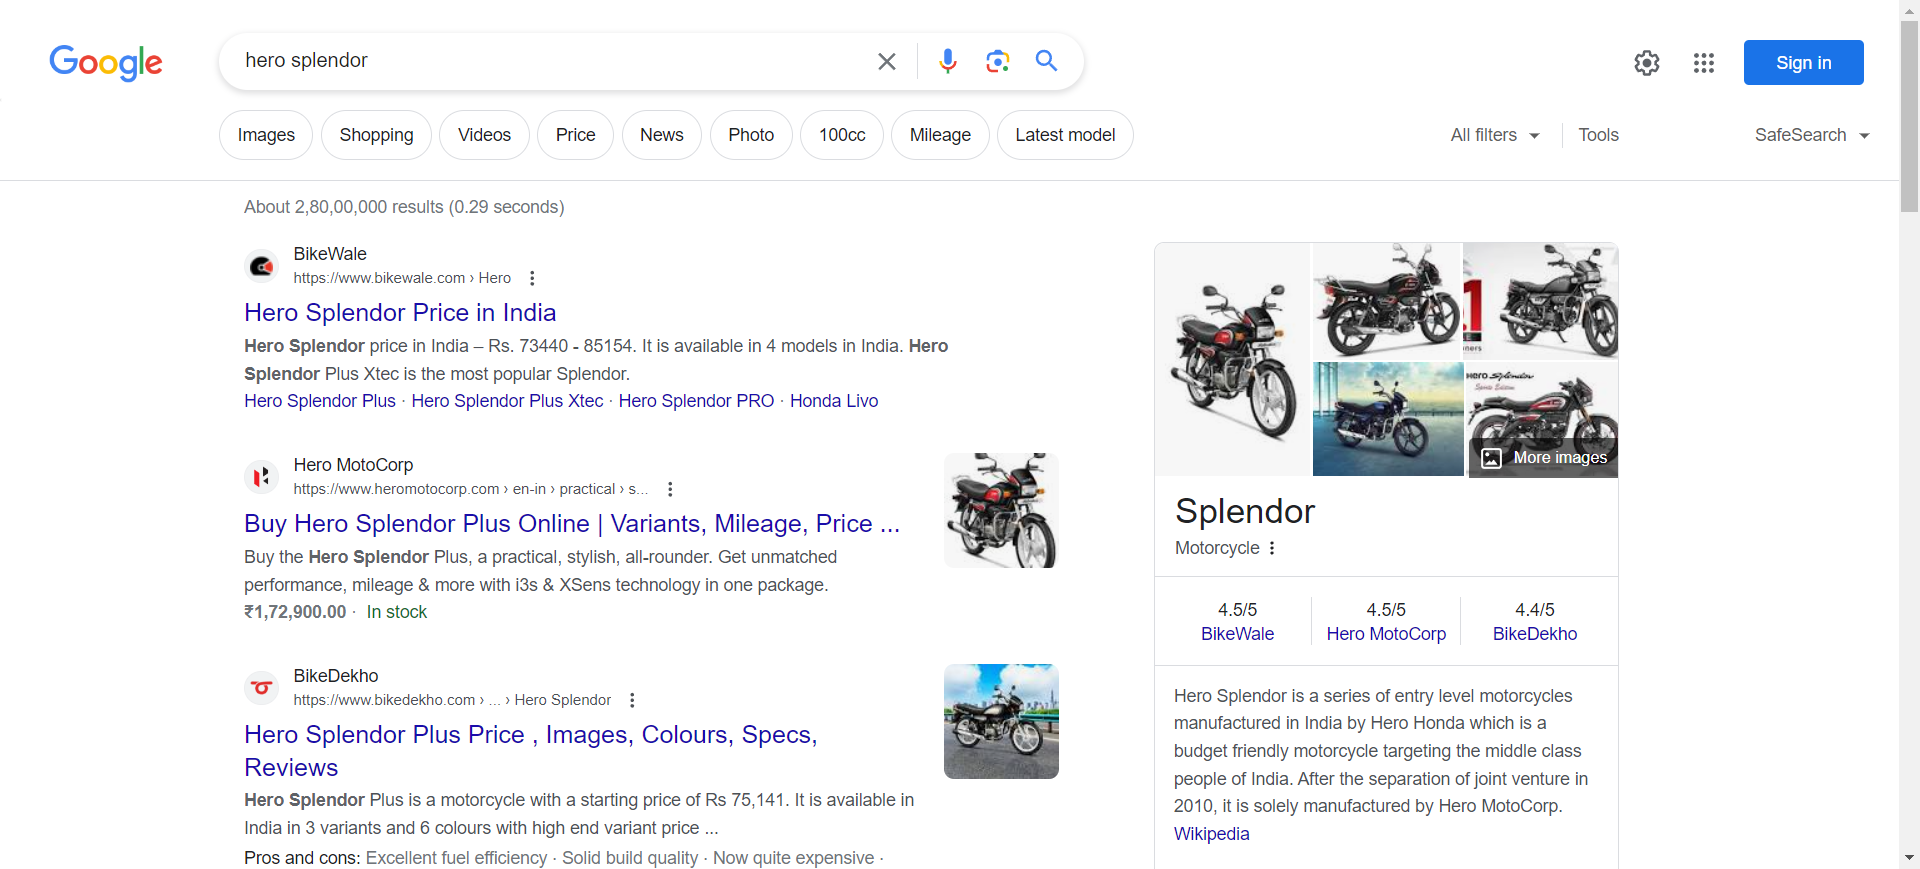 Google
hero splendor
Sign in
Images
Shopping
Videos
Price
News
Photo
100cc
Mileage
Latest model
All filters
Tools
SafeSearch
About 2,80,00,000 results (0.29 seconds)
BikeWale
https://www.bikewale.com › Hero
Hero Splendor Price in India
Hero Splendor price in India – Rs. 73440 - 85154. It is available in 4 models in India. Hero
Splendor Plus Xtec is the most popular Splendor.
Hero Splendor Plus · Hero Splendor Plus Xtec · Hero Splendor PRO · Honda Livo
Hero MotoCorp
https://www.heromotocorp.com › en-in › practical › s...
Buy Hero Splendor Plus Online | Variants, Mileage, Price ...
Buy the Hero Splendor Plus, a practical, stylish, all-rounder. Get unmatched
performance, mileage & more with i3s & XSens technology in one package.
₹1,72,900.00 · In stock
BikeDekho
https://www.bikedekho.com › ... › Hero Splendor
Hero Splendor Plus Price , Images, Colours, Specs,
Reviews
Hero Splendor Plus is a motorcycle with a starting price of Rs 75,141. It is available in
India in 3 variants and 6 colours with high end variant price ...
Pros and cons: Excellent fuel efficiency · Solid build quality · Now quite expensive ·
1
Hero Splendor
Sports Edition
More images
Splendor
Motorcycle
4.5/5
BikeWale
4.5/5
Hero MotoCorp
4.4/5
BikeDekho
Hero Splendor is a series of entry level motorcycles
manufactured in India by Hero Honda which is a
budget friendly motorcycle targeting the middle class
people of India. After the separation of joint venture in
2010, it is solely manufactured by Hero MotoCorp.
Wikipedia